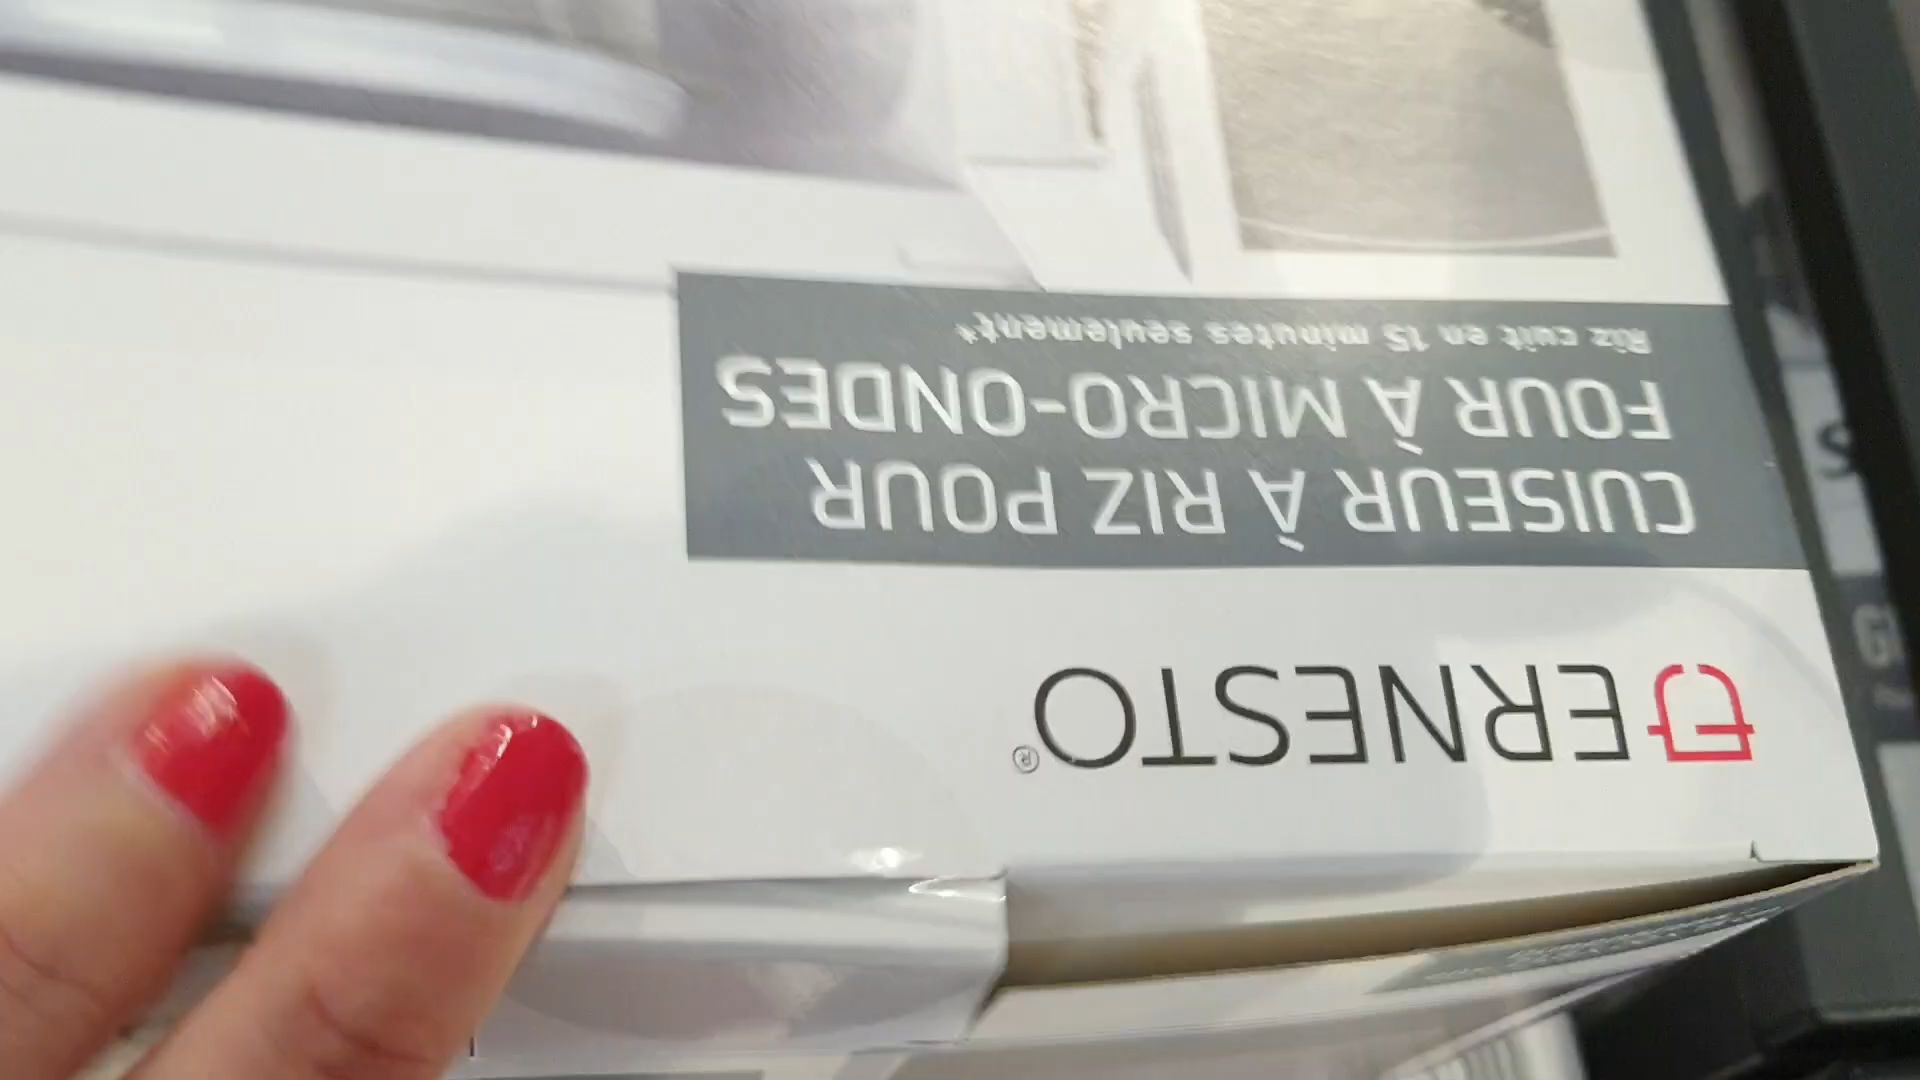 ERNESTO®
CUISEUR À RIZ POUR
FOUR À MICRO-ONDES
Riz cuit en 15 minutes seulement*